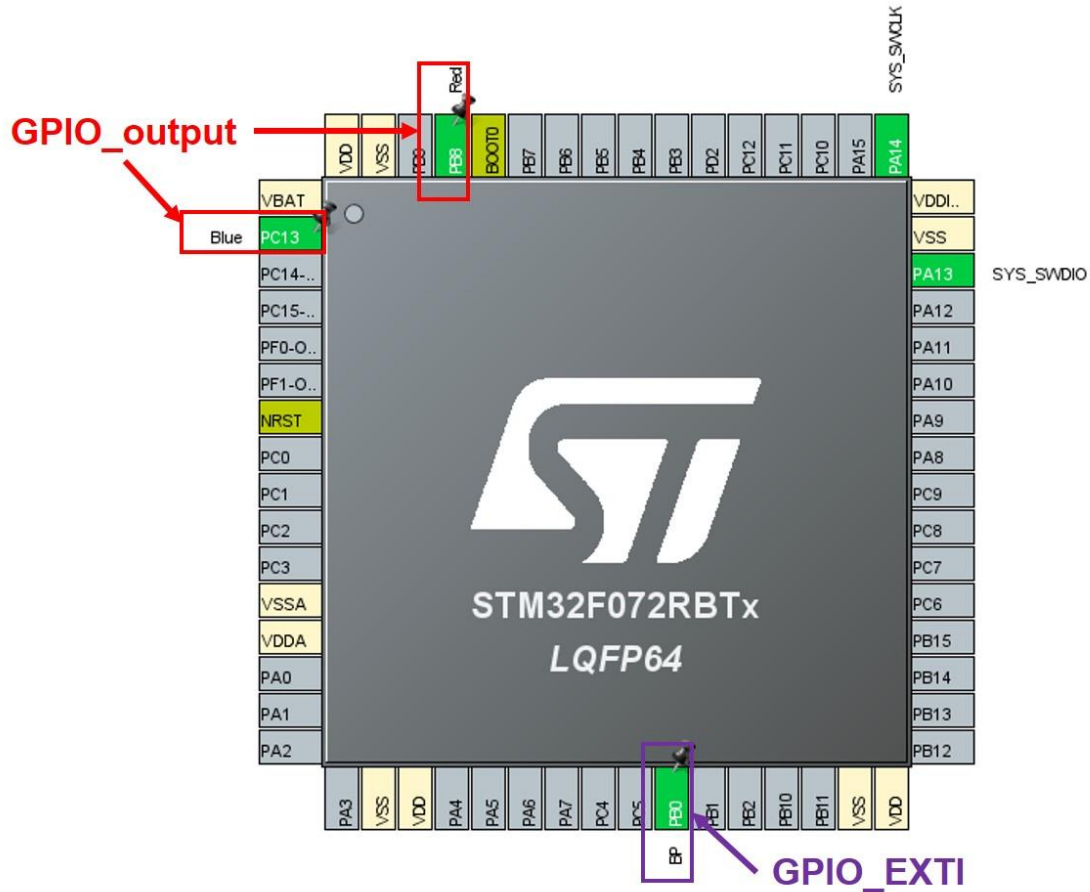 SYS_SWCLK
Red
GPIO_output
VDD
VSS
PB9
PB8
BOOT0
PB7
PB6
PB5
PB4
PB3
PD2
PC12
PC11
PC10
PA15
PA14
VBAT
Blue
PC13
PC14-..
PC15-..
PF0-O..
PF1-O..
NRST
PC0
PC1
PC2
PC3
VSSA
VDDA
PA0
PA1
PA2
VDDI..
VSS
PA13
SYS_SWDIO
PA12
PA11
PA10
PA9
PA8
PC9
PC8
PC7
PC6
PB15
PB14
PB13
PB12
ST
STM32F072RBTx
LQFP64
PA3
VSS
VDD
PA4
PA5
PA6
PA7
PC4
PC5
PB0
PB1
PB2
PB10
PB11
VSS
VDD
BP
GPIO_EXTI